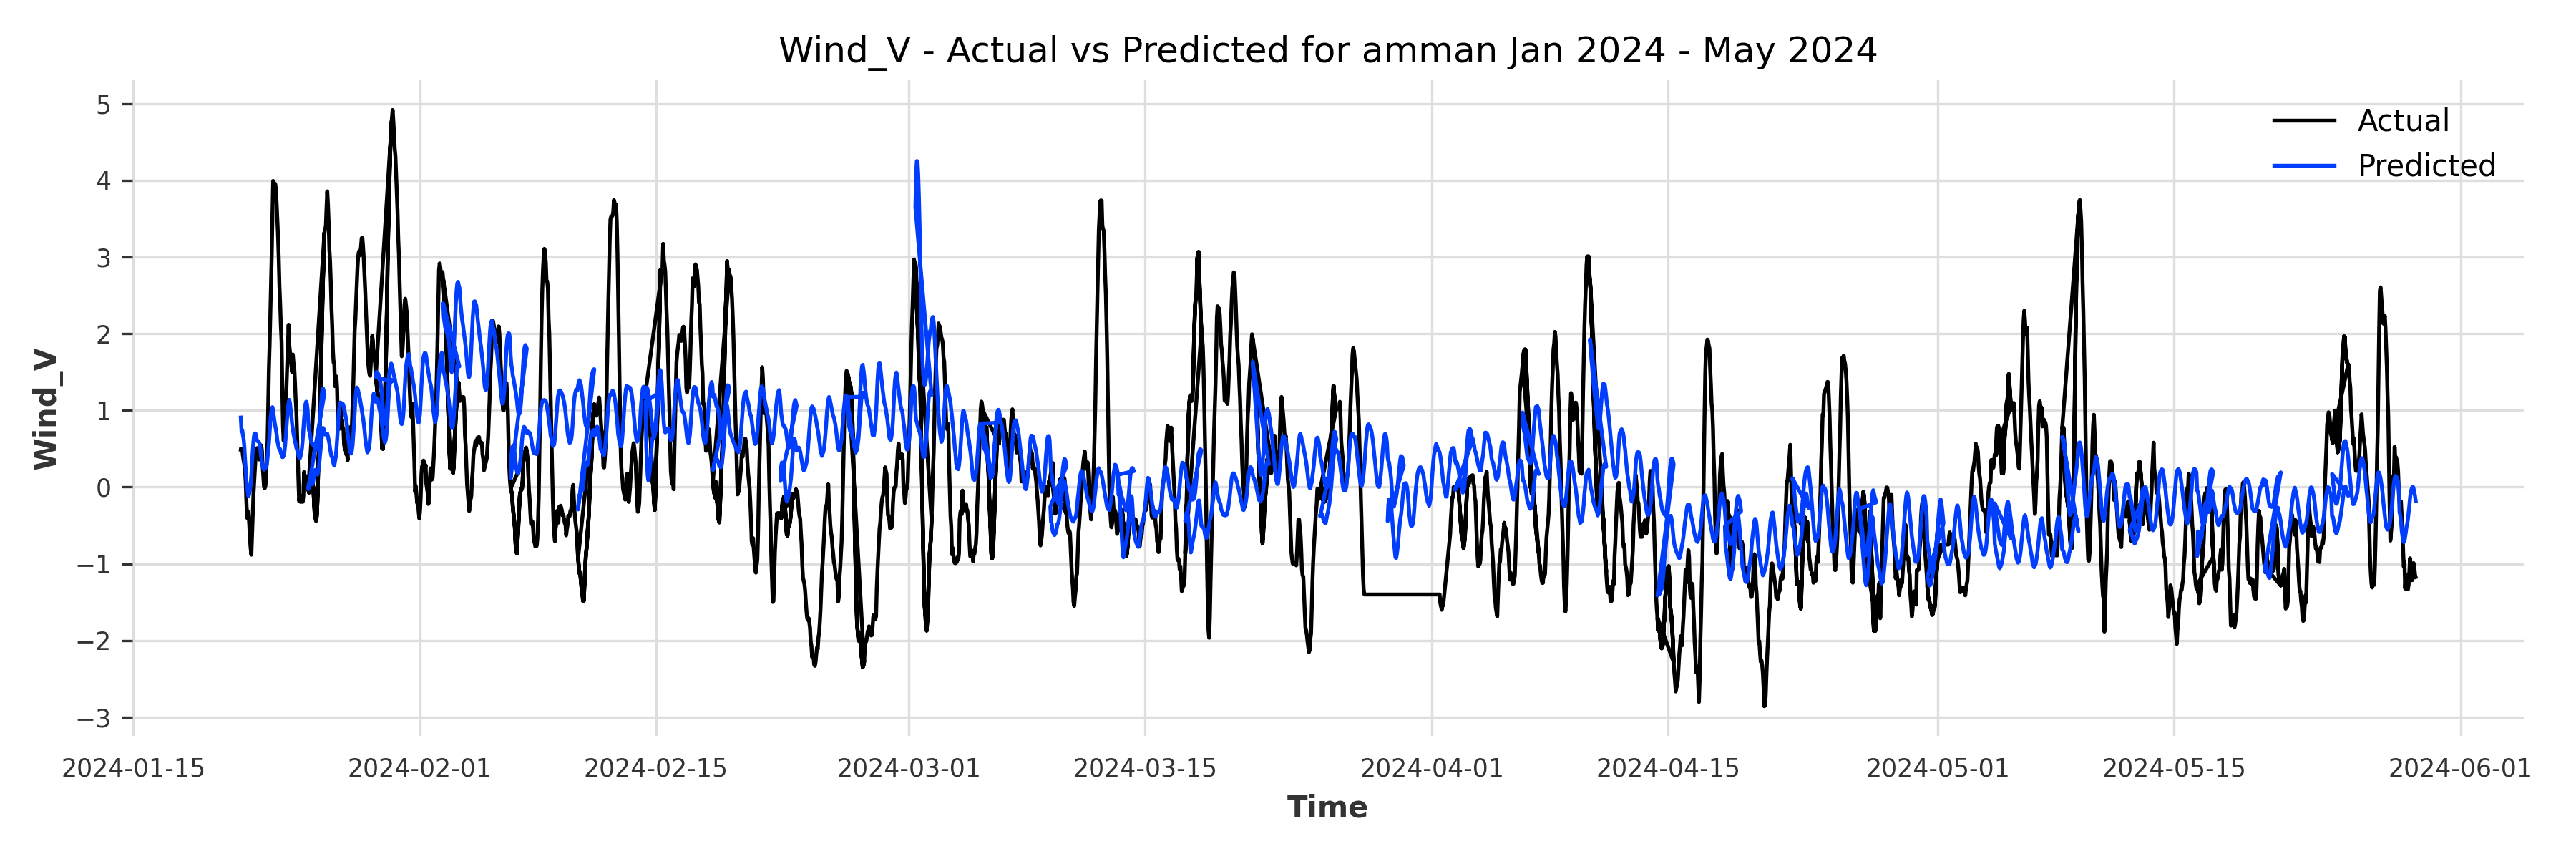 Wind_V - Actual vs Predicted for amman Jan 2024 - May 2024
Actual
Predicted
5
4
3
2
1
0
−1
−2
−3
Wind_V
2024-01-15 2024-02-01 2024-02-15 2024-03-01 2024-03-15 2024-04-01 2024-04-15 2024-05-01 2024-05-15 2024-06-01
Time